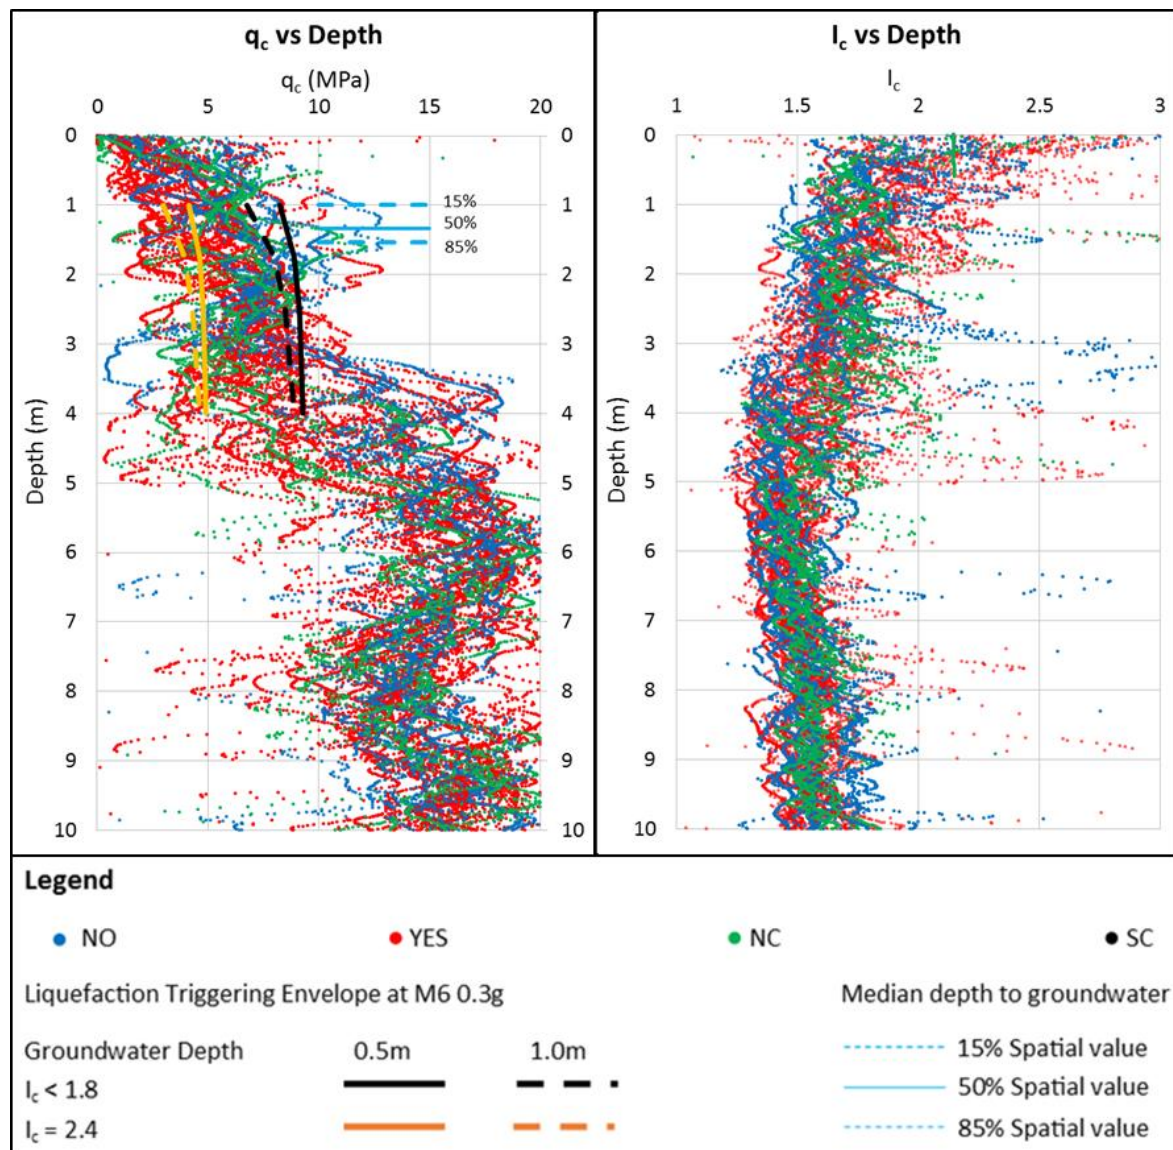 qc vs Depth
qc (MPa)
0 5 10 15 20
0 0
1 1
2 2
3 3
4 4
5 5
6 6
7 7
8 8
9 9
10 10
Depth (m)
15%
50%
85%
Ic vs Depth
Ic
1 1.5 2 2.5 3
0
1
2
3
4
5
6
7
8
9
10
Depth (m)
Legend
NO YES NC SC
Liquefaction Triggering Envelope at M6 0.3g
Median depth to groundwater
Groundwater Depth 0.5m 1.0m
15% Spatial value
Ic < 1.8
50% Spatial value
Ic = 2.4
85% Spatial value